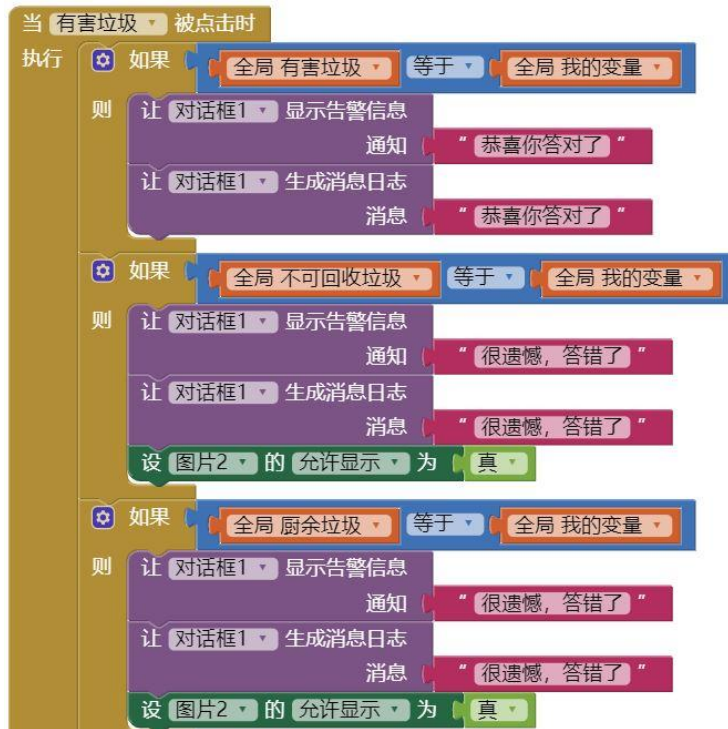 当 有害垃圾 被点击时
执行 如果 全局 有害垃圾 等于 全局 我的变量
则 让 对话框1 显示告警信息
通知 "恭喜你答对了"
让 对话框1 生成消息日志
消息 "恭喜你答对了"
如果 全局 不可回收垃圾 等于 全局 我的变量
则 让 对话框1 显示告警信息
通知 "很遗憾，答错了"
让 对话框1 生成消息日志
消息 "很遗憾，答错了"
设 图片2 的 允许显示 为 真
如果 全局 厨余垃圾 等于 全局 我的变量
则 让 对话框1 显示告警信息
通知 "很遗憾，答错了"
让 对话框1 生成消息日志
消息 "很遗憾，答错了"
设 图片2 的 允许显示 为 真